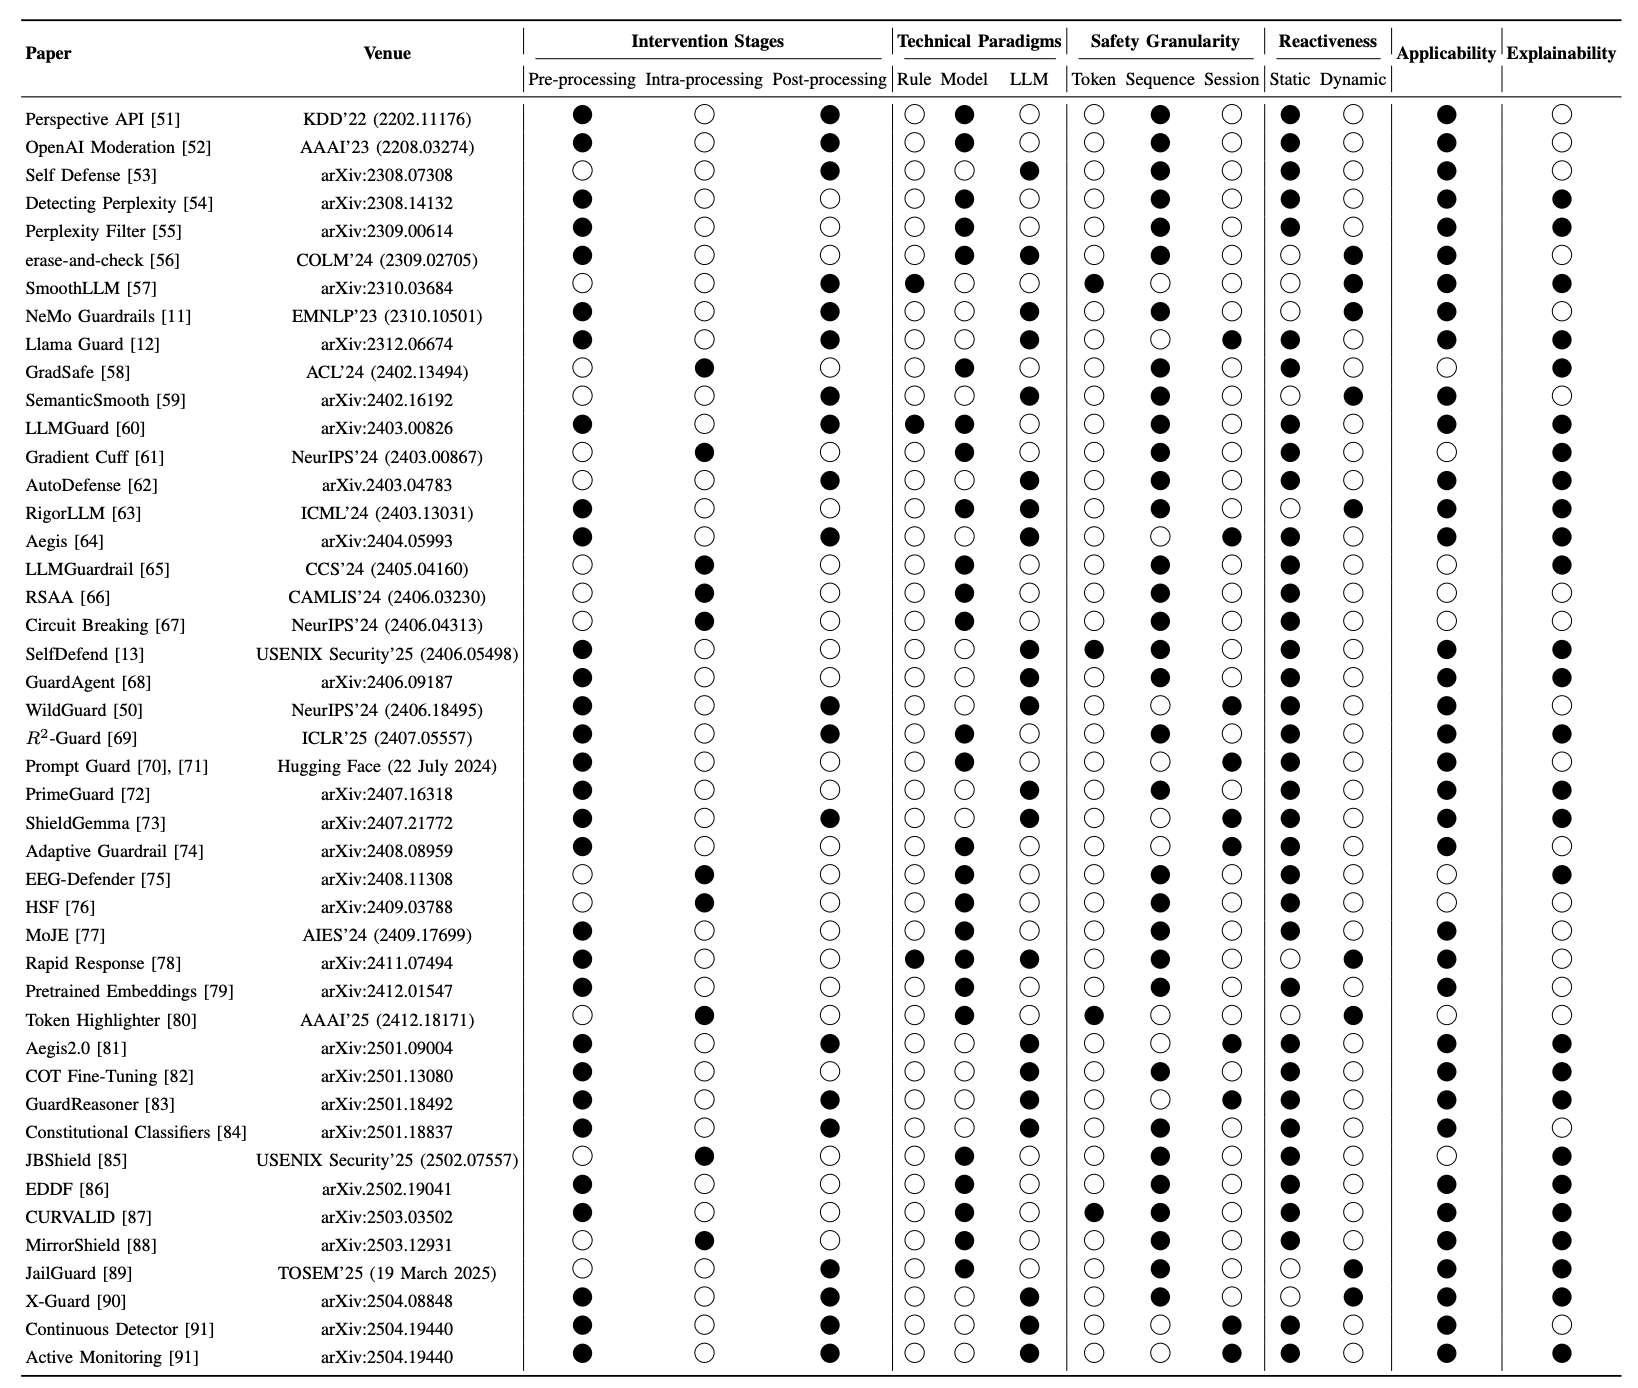 Intervention Stages Technical Paradigms Safety Granularity Reactiveness
Paper Venue Applicability Explainability
Pre-processing Intra-processing Post-processing Rule Model LLM Token Sequence Session Static Dynamic
Perspective API [51] KDD'22 (2202.11176)
OpenAI Moderation [52] AAAI'23 (2208.03274)
Self Defense [53] arXiv:2308.07308
Detecting Perplexity [54] arXiv:2308.14132
Perplexity Filter [55] arXiv:2309.00614
erase-and-check [56] COLM'24 (2309.02705)
SmoothLLM [57] arXiv:2310.03684
NeMo Guardrails [11] EMNLP'23 (2310.10501)
Llama Guard [12] arXiv:2312.06674
GradSafe [58] ACL'24 (2402.13494)
SemanticSmooth [59] arXiv:2402.16192
LLMGuard [60] arXiv:2403.00826
Gradient Cuff [61] NeurIPS'24 (2403.00867)
AutoDefense [62] arXiv.2403.04783
RigorLLM [63] ICML'24 (2403.13031)
Aegis [64] arXiv:2404.05993
LLMGuardrail [65] CCS'24 (2405.04160)
RSAA [66] CAMLIS'24 (2406.03230)
Circuit Breaking [67] NeurIPS'24 (2406.04313)
SelfDefend [13] USENIX Security'25 (2406.05498)
GuardAgent [68] arXiv:2406.09187
WildGuard [50] NeurIPS'24 (2406.18495)
R²-Guard [69] ICLR'25 (2407.05557)
Prompt Guard [70], [71] Hugging Face (22 July 2024)
PrimeGuard [72] arXiv:2407.16318
ShieldGemma [73] arXiv:2407.21772
Adaptive Guardrail [74] arXiv:2408.08959
EEG-Defender [75] arXiv:2408.11308
HSF [76] arXiv:2409.03788
MoJE [77] AIES'24 (2409.17699)
Rapid Response [78] arXiv:2411.07494
Pretrained Embeddings [79] arXiv:2412.01547
Token Highlighter [80] AAAI'25 (2412.18171)
Aegis2.0 [81] arXiv:2501.09004
COT Fine-Tuning [82] arXiv:2501.13080
GuardReasoner [83] arXiv:2501.18492
Constitutional Classifiers [84] arXiv:2501.18837
JBShield [85] USENIX Security'25 (2502.07557)
EDDF [86] arXiv.2502.19041
CURVALID [87] arXiv:2503.03502
MirrorShield [88] arXiv:2503.12931
JailGuard [89] TOSEM'25 (19 March 2025)
X-Guard [90] arXiv:2504.08848
Continuous Detector [91] arXiv:2504.19440
Active Monitoring [91] arXiv:2504.19440